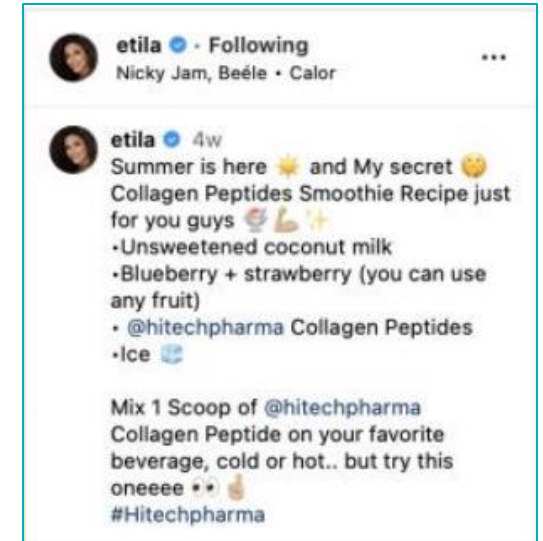 etila · Following
Nicky Jam, Beéle • Calor
etila 4w
Summer is here ☀️ and My secret 🤫
Collagen Peptides Smoothie Recipe just
for you guys 🍧💪🏼✨
•Unsweetened coconut milk
•Blueberry + strawberry (you can use
any fruit)
• @hitechpharma Collagen Peptides
•Ice 🧊
Mix 1 Scoop of @hitechpharma
Collagen Peptide on your favorite
beverage, cold or hot.. but try this
oneeee 👀 🤞🏼
#Hitechpharma